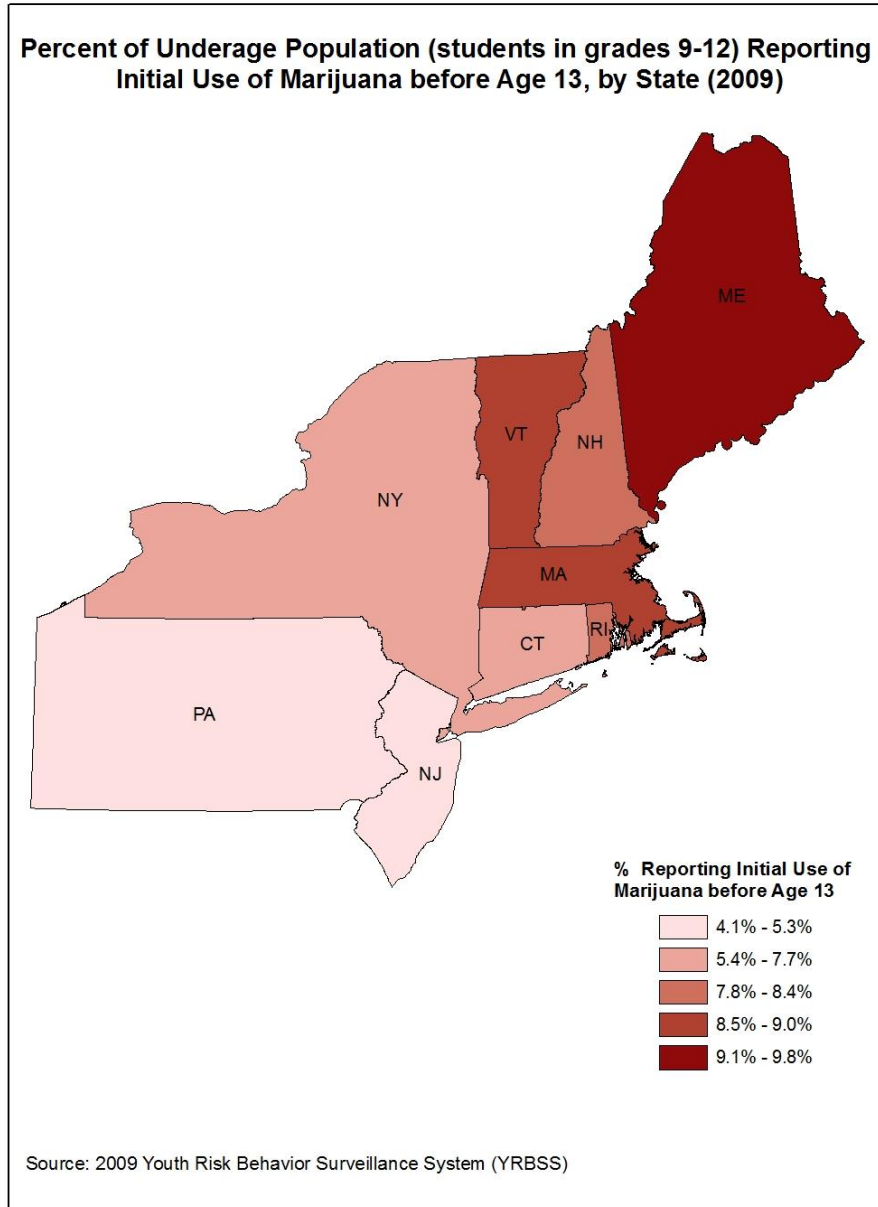 Percent of Underage Population (students in grades 9-12) Reporting
Initial Use of Marijuana before Age 13, by State (2009)
ME
VT
NH
NY
MA
CT
RI
PA
NJ
% Reporting Initial Use of
Marijuana before Age 13
4.1% - 5.3%
5.4% - 7.7%
7.8% - 8.4%
8.5% - 9.0%
9.1% - 9.8%
Source: 2009 Youth Risk Behavior Surveillance System (YRBSS)